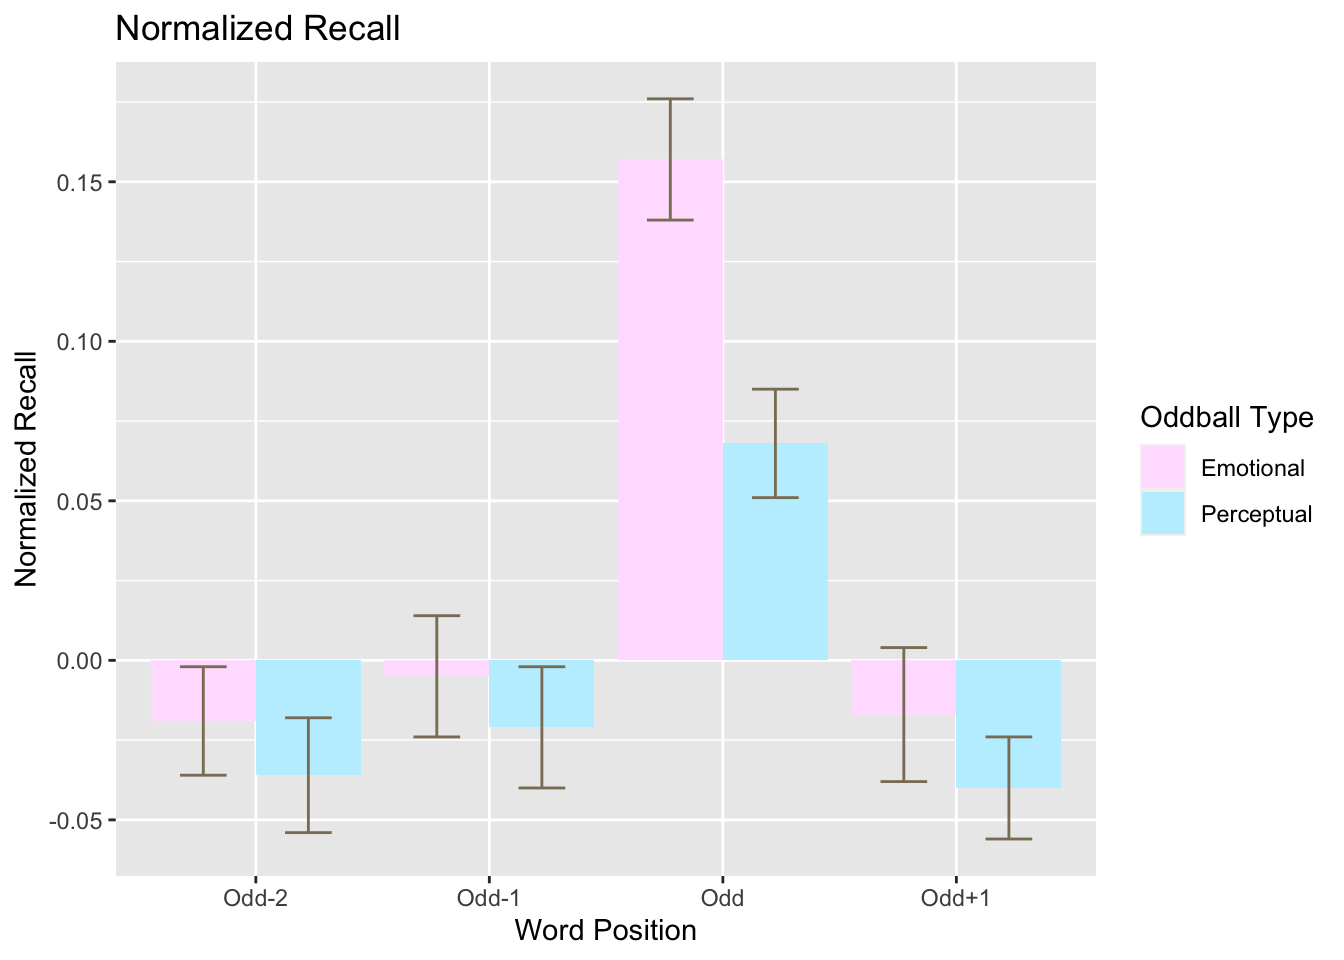 Normalized Recall
Normalized Recall
0.15
0.10
0.05
0.00
-0.05
Odd-2
Odd-1
Odd
Odd+1
Word Position
Oddball Type
Emotional
Perceptual